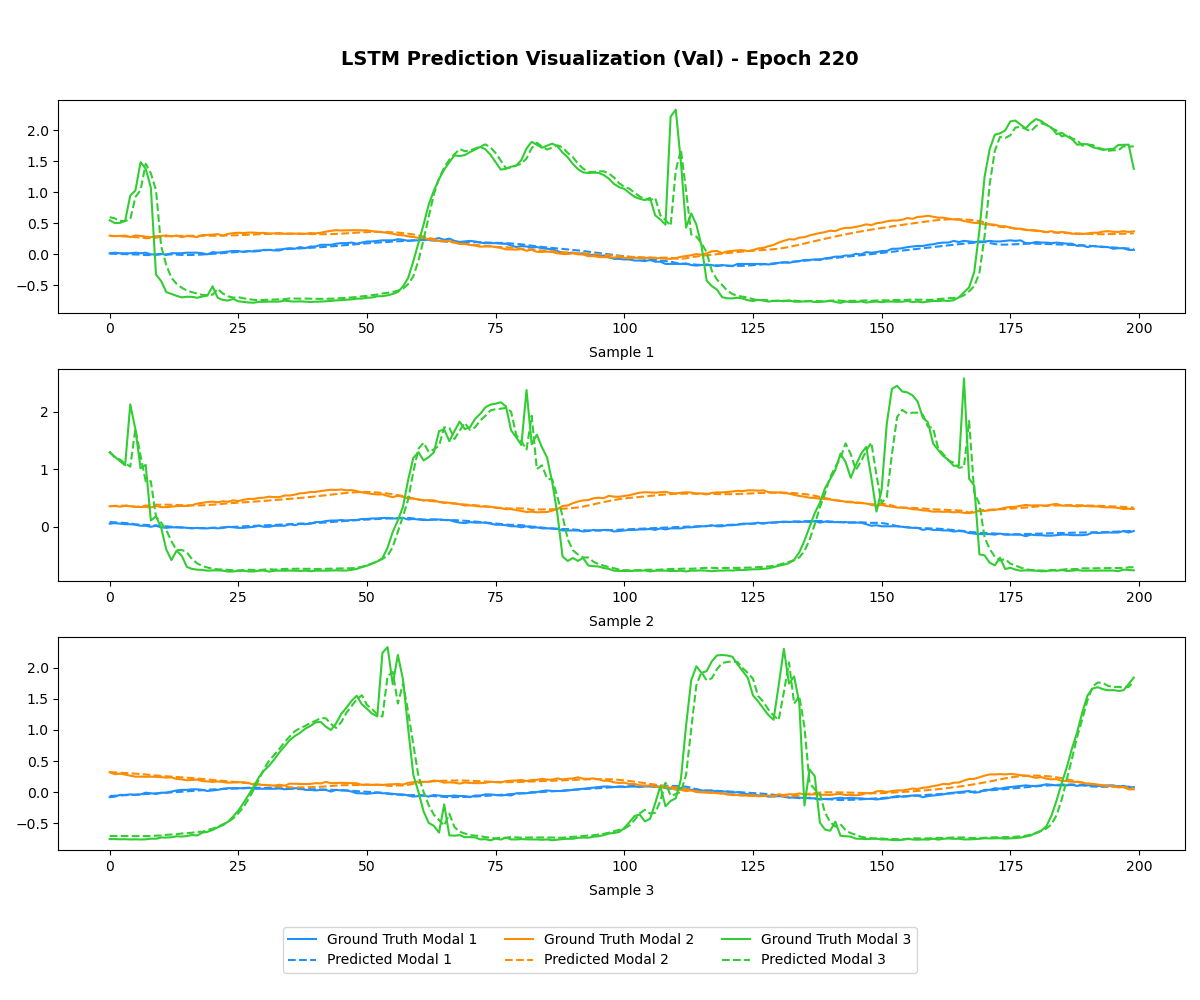 LSTM Prediction Visualization (Val) - Epoch 220
2.0
1.5
1.0
0.5
0.0
−0.5
0 25 50 75 100 125 150 175 200
Sample 1
2
1
0
0 25 50 75 100 125 150 175 200
Sample 2
2.0
1.5
1.0
0.5
0.0
−0.5
0 25 50 75 100 125 150 175 200
Sample 3
Ground Truth Modal 1 Ground Truth Modal 2 Ground Truth Modal 3
Predicted Modal 1 Predicted Modal 2 Predicted Modal 3